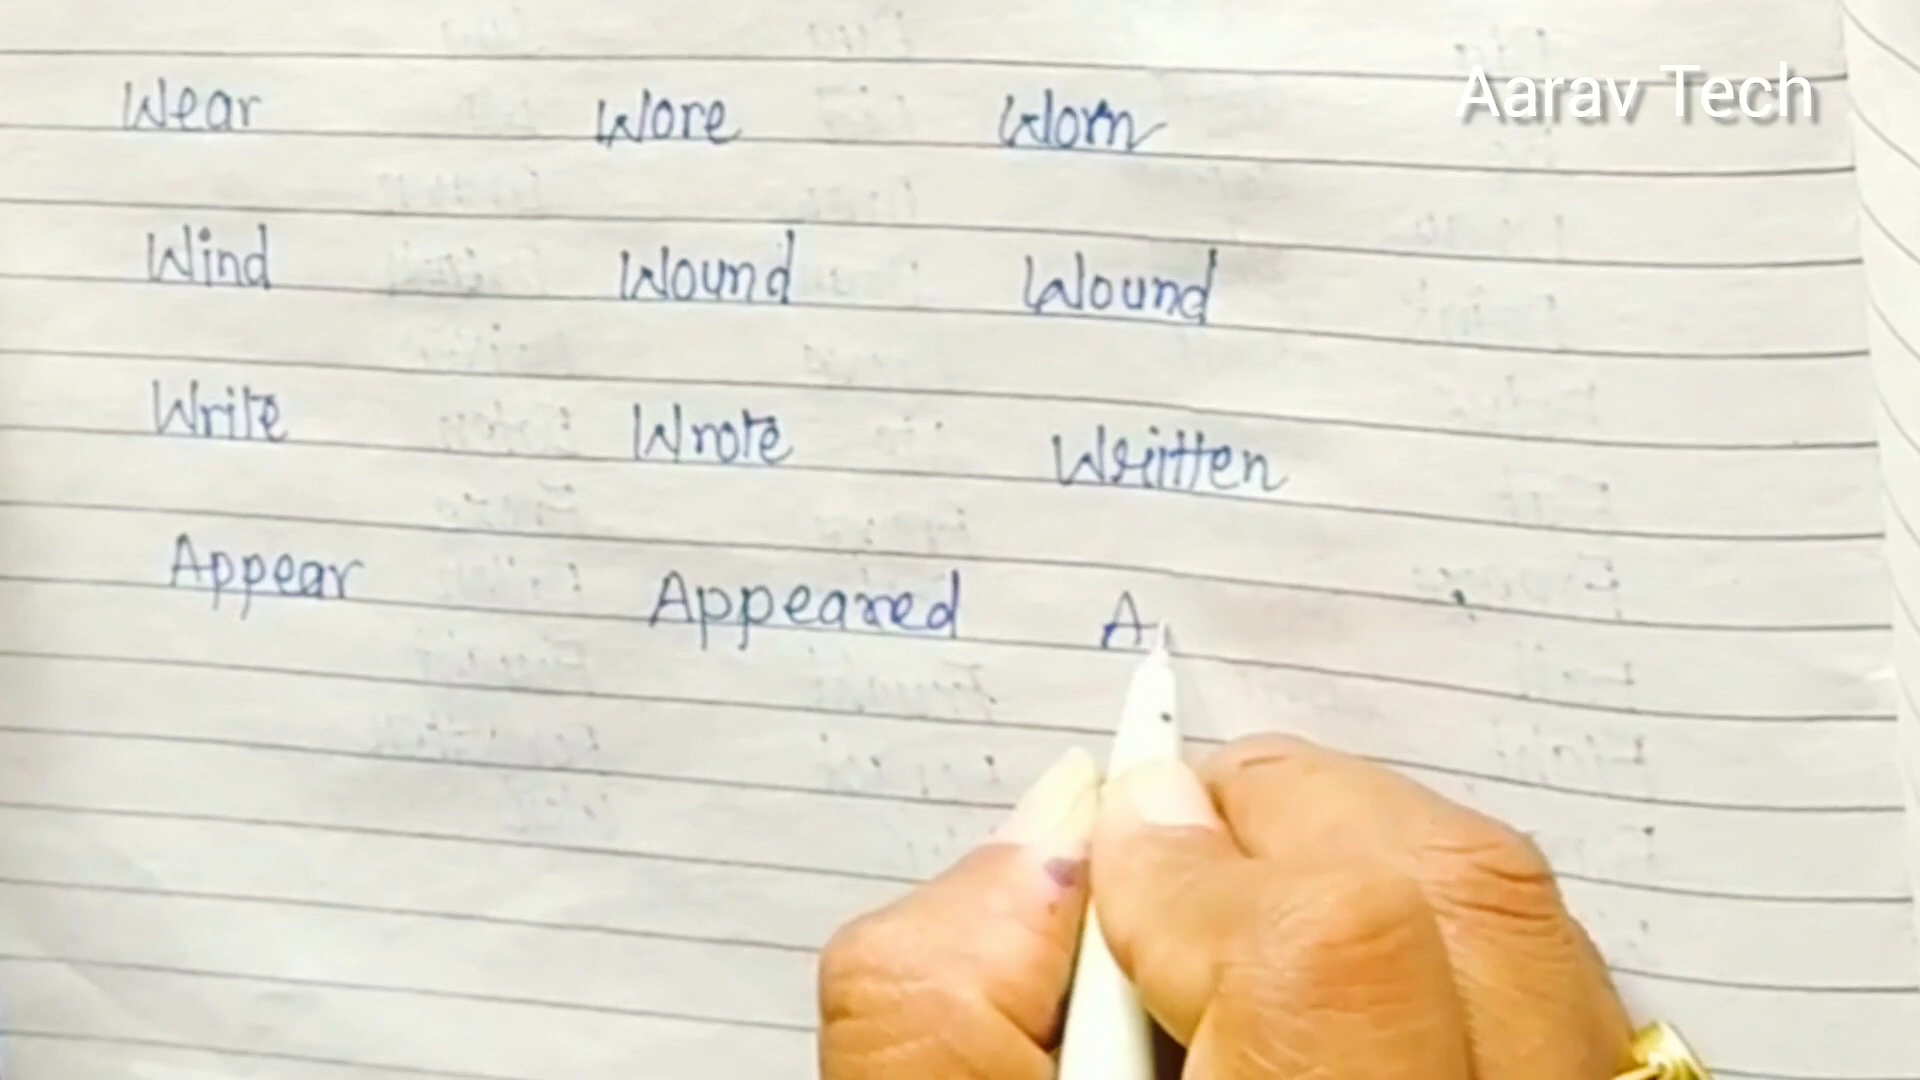 Aarav Tech
Wear Wore Worn
Wind Wound Wound
Write Wrote Written
Appear Appeared A